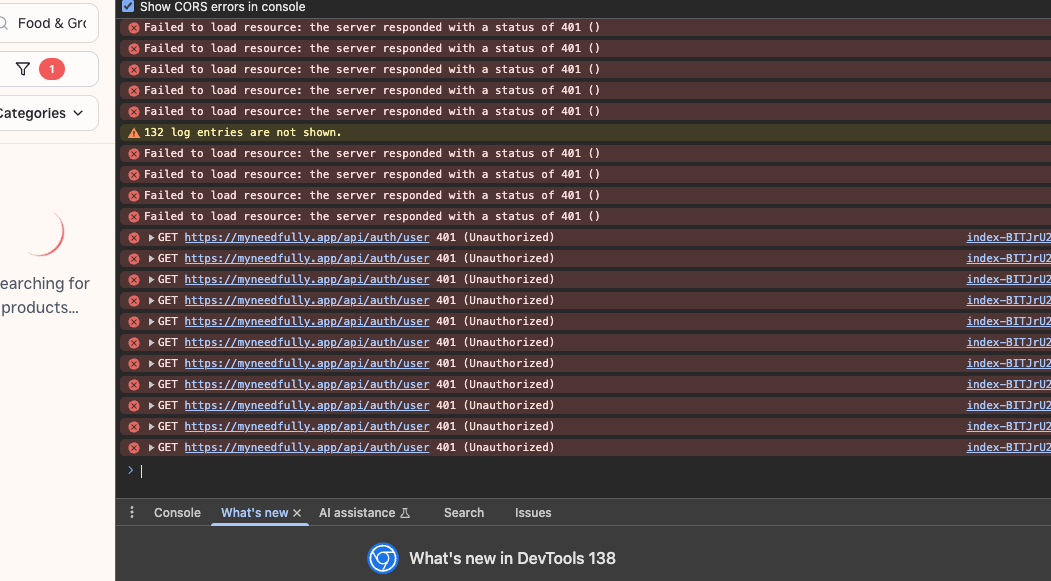 Show CORS errors in console
Food & Gr
Failed to load resource: the server responded with a status of 401 ()
Failed to load resource: the server responded with a status of 401 ()
1
Failed to load resource: the server responded with a status of 401 ()
Failed to load resource: the server responded with a status of 401 ()
Categories
Failed to load resource: the server responded with a status of 401 ()
132 log entries are not shown.
Failed to load resource: the server responded with a status of 401 ()
Failed to load resource: the server responded with a status of 401 ()
Failed to load resource: the server responded with a status of 401 ()
Failed to load resource: the server responded with a status of 401 ()
GET https://myneedfully.app/api/auth/user 401 (Unauthorized) index-BITJrU2
GET https://myneedfully.app/api/auth/user 401 (Unauthorized) index-BITJrU2
GET https://myneedfully.app/api/auth/user 401 (Unauthorized) index-BITJrU2
earching for
GET https://myneedfully.app/api/auth/user 401 (Unauthorized) index-BITJrU2
products...
GET https://myneedfully.app/api/auth/user 401 (Unauthorized) index-BITJrU2
GET https://myneedfully.app/api/auth/user 401 (Unauthorized) index-BITJrU2
GET https://myneedfully.app/api/auth/user 401 (Unauthorized) index-BITJrU2
GET https://myneedfully.app/api/auth/user 401 (Unauthorized) index-BITJrU2
GET https://myneedfully.app/api/auth/user 401 (Unauthorized) index-BITJrU2
GET https://myneedfully.app/api/auth/user 401 (Unauthorized) index-BITJrU2
GET https://myneedfully.app/api/auth/user 401 (Unauthorized) index-BITJrU2
>
Console What's new × AI assistance Search Issues
What's new in DevTools 138